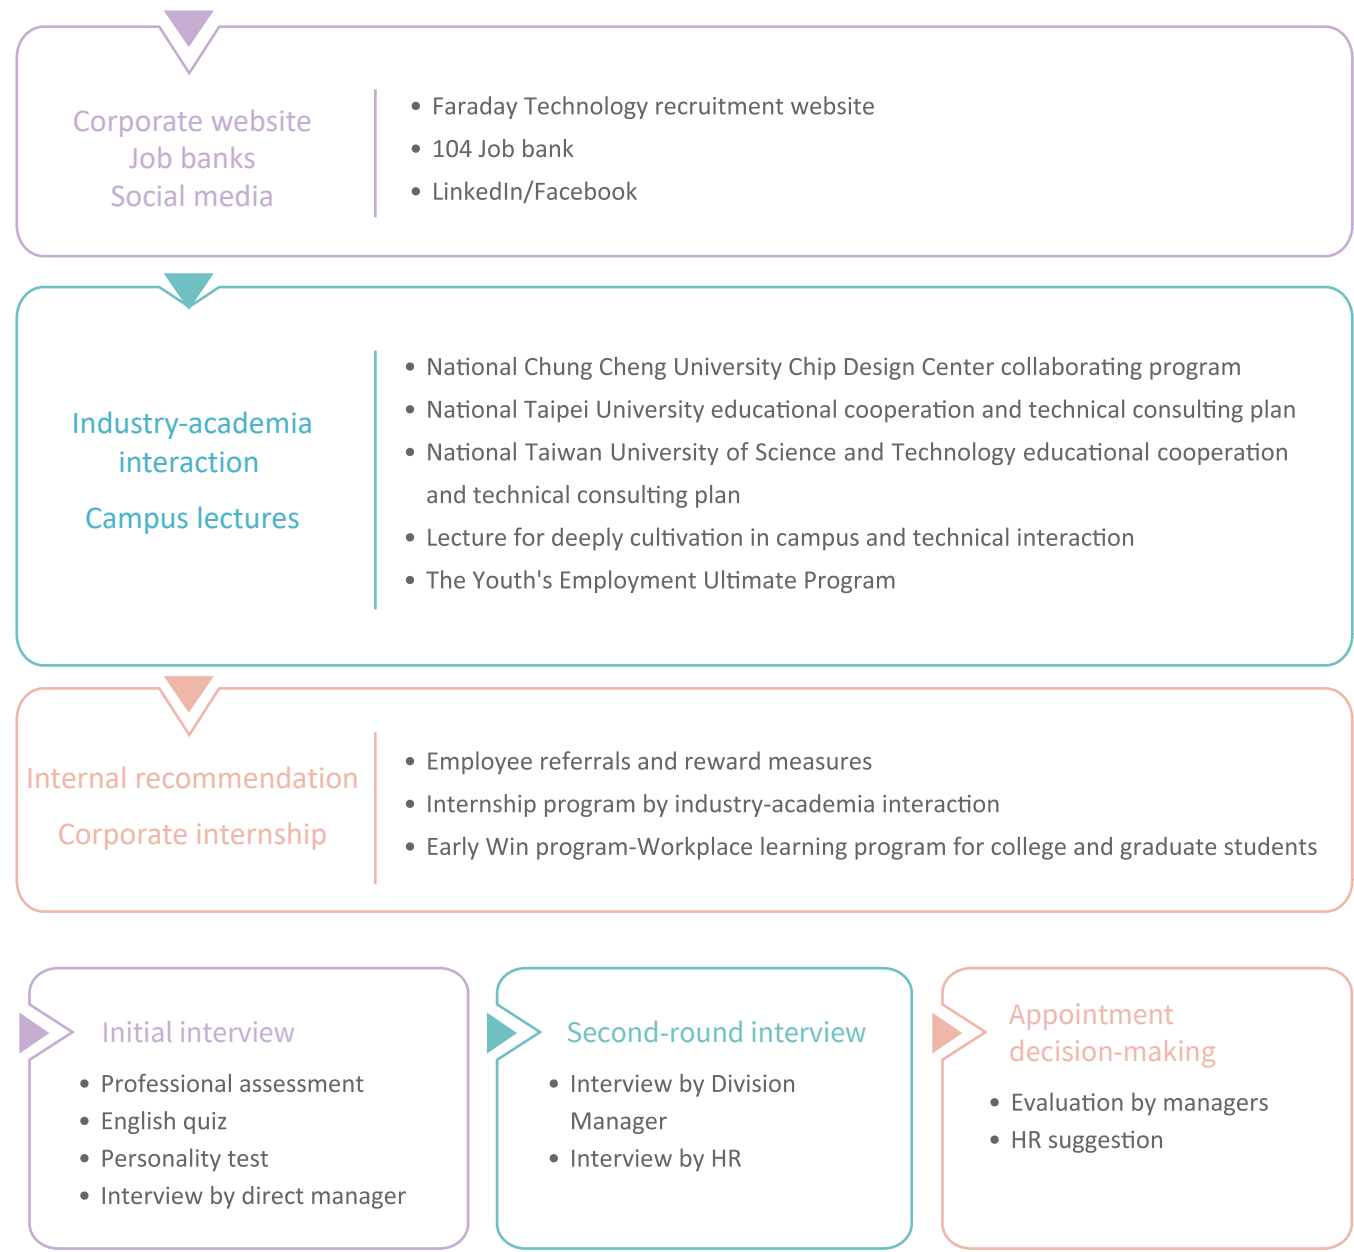 Corporate website
Job banks
Social media
• Faraday Technology recruitment website
• 104 Job bank
• LinkedIn/Facebook
Industry-academia
interaction
Campus lectures
• National Chung Cheng University Chip Design Center collaborating program
• National Taipei University educational cooperation and technical consulting plan
• National Taiwan University of Science and Technology educational cooperation
and technical consulting plan
• Lecture for deeply cultivation in campus and technical interaction
• The Youth's Employment Ultimate Program
Internal recommendation
Corporate internship
• Employee referrals and reward measures
• Internship program by industry-academia interaction
• Early Win program-Workplace learning program for college and graduate students
Initial interview
• Professional assessment
• English quiz
• Personality test
• Interview by direct manager
Second-round interview
• Interview by Division
Manager
• Interview by HR
Appointment
decision-making
• Evaluation by managers
• HR suggestion